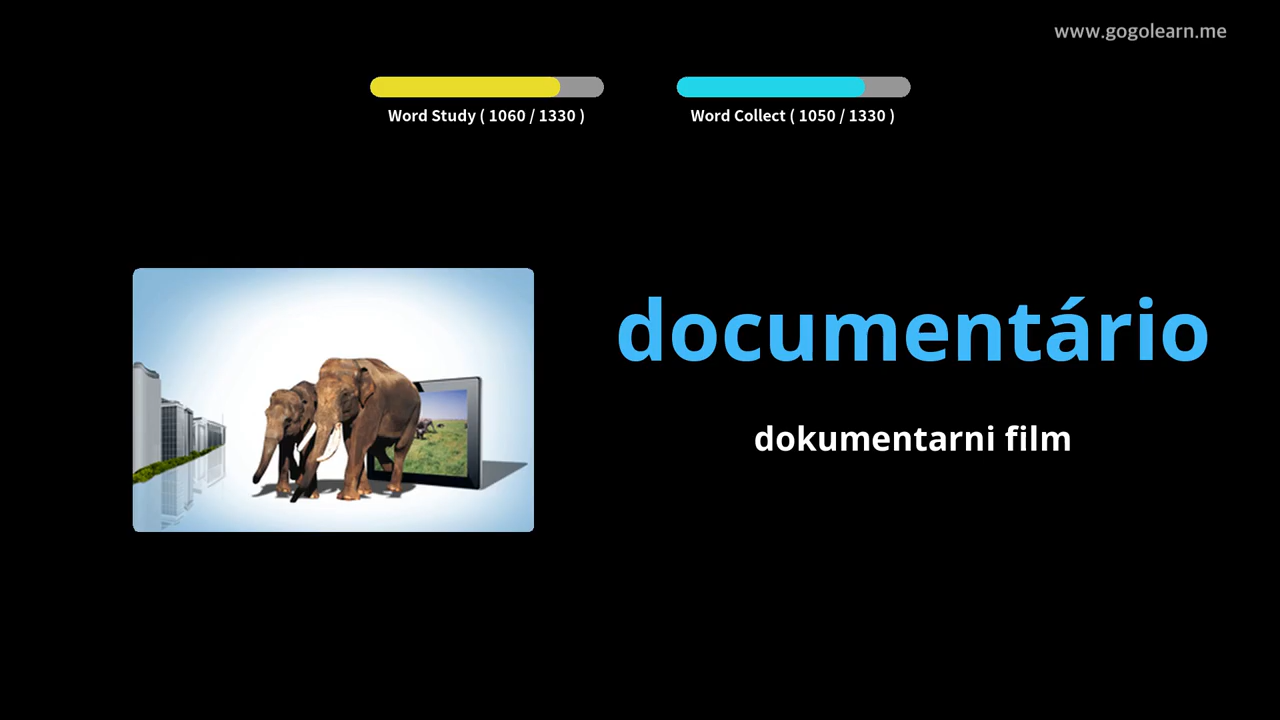 www.gogolearn.me
Word Study ( 1060 / 1330 )
Word Collect ( 1050 / 1330 )
documentário
dokumentarni film